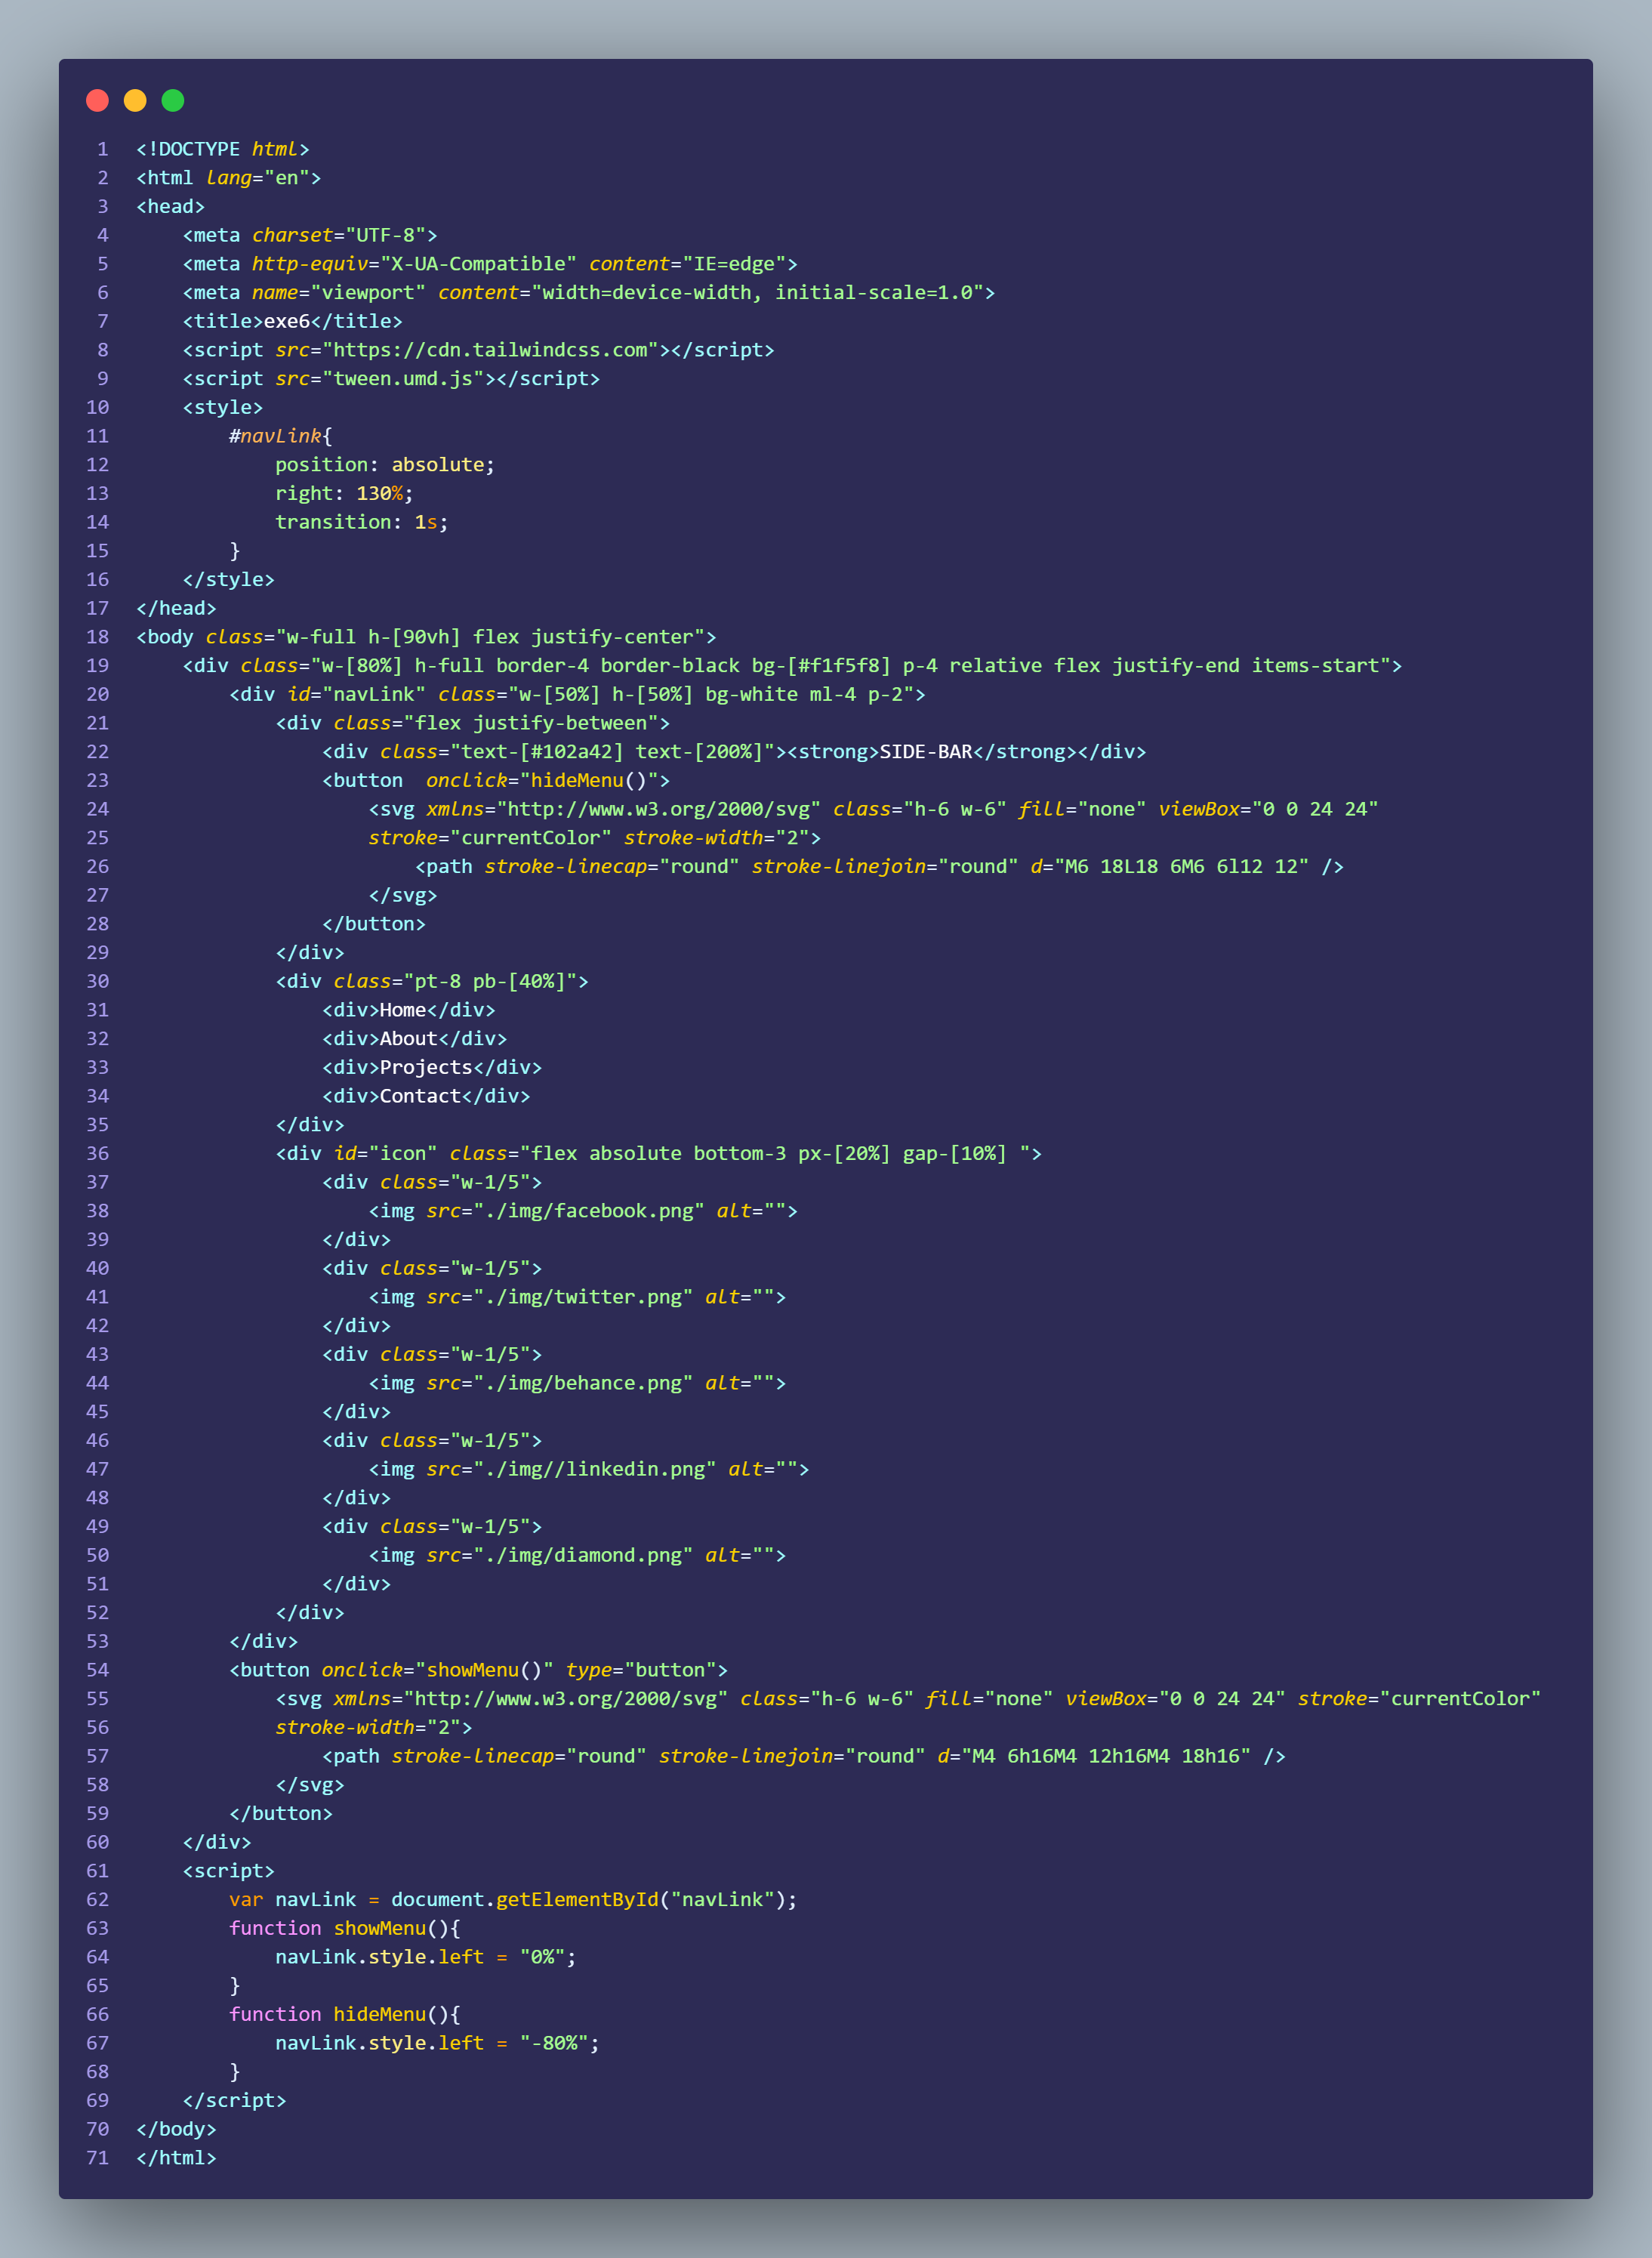 1 <!DOCTYPE html>
2 <html lang="en">
3 <head>
4     <meta charset="UTF-8">
5     <meta http-equiv="X-UA-Compatible" content="IE=edge">
6     <meta name="viewport" content="width=device-width, initial-scale=1.0">
7     <title>exe6</title>
8     <script src="https://cdn.tailwindcss.com"></script>
9     <script src="tween.umd.js"></script>
10     <style>
11         #navLink{
12             position: absolute;
13             right: 130%;
14             transition: 1s;
15         }
16     </style>
17 </head>
18 <body class="w-full h-[90vh] flex justify-center">
19     <div class="w-[80%] h-full border-4 border-black bg-[#f1f5f8] p-4 relative flex justify-end items-start">
20         <div id="navLink" class="w-[50%] h-[50%] bg-white ml-4 p-2">
21             <div class="flex justify-between">
22                 <div class="text-[#102a42] text-[200%]"><strong>SIDE-BAR</strong></div>
23                 <button  onclick="hideMenu()">
24                     <svg xmlns="http://www.w3.org/2000/svg" class="h-6 w-6" fill="none" viewBox="0 0 24 24"
25                     stroke="currentColor" stroke-width="2">
26                         <path stroke-linecap="round" stroke-linejoin="round" d="M6 18L18 6M6 6l12 12" />
27                     </svg>
28                 </button>
29             </div>
30             <div class="pt-8 pb-[40%]">
31                 <div>Home</div>
32                 <div>About</div>
33                 <div>Projects</div>
34                 <div>Contact</div>
35             </div>
36             <div id="icon" class="flex absolute bottom-3 px-[20%] gap-[10%] ">
37                 <div class="w-1/5">
38                     <img src="./img/facebook.png" alt="">
39                 </div>
40                 <div class="w-1/5">
41                     <img src="./img/twitter.png" alt="">
42                 </div>
43                 <div class="w-1/5">
44                     <img src="./img/behance.png" alt="">
45                 </div>
46                 <div class="w-1/5">
47                     <img src="./img//linkedin.png" alt="">
48                 </div>
49                 <div class="w-1/5">
50                     <img src="./img/diamond.png" alt="">
51                 </div>
52             </div>
53         </div>
54         <button onclick="showMenu()" type="button">
55             <svg xmlns="http://www.w3.org/2000/svg" class="h-6 w-6" fill="none" viewBox="0 0 24 24" stroke="currentColor"
56             stroke-width="2">
57                 <path stroke-linecap="round" stroke-linejoin="round" d="M4 6h16M4 12h16M4 18h16" />
58             </svg>
59         </button>
60     </div>
61     <script>
62         var navLink = document.getElementById("navLink");
63         function showMenu(){
64             navLink.style.left = "0%";
65         }
66         function hideMenu(){
67             navLink.style.left = "-80%";
68         }
69     </script>
70 </body>
71 </html>